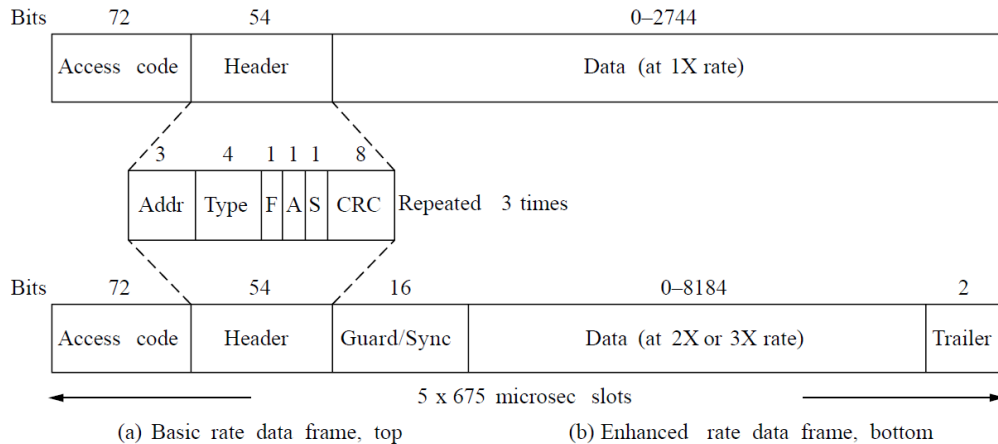 Bits 72 54 0–2744
Access code Header Data (at 1X rate)
3 4 1 1 1 8
Addr Type F A S CRC Repeated 3 times
Bits 72 54 16 0–8184 2
Access code Header Guard/Sync Data (at 2X or 3X rate) Trailer
5 x 675 microsec slots
(a) Basic rate data frame, top (b) Enhanced rate data frame, bottom